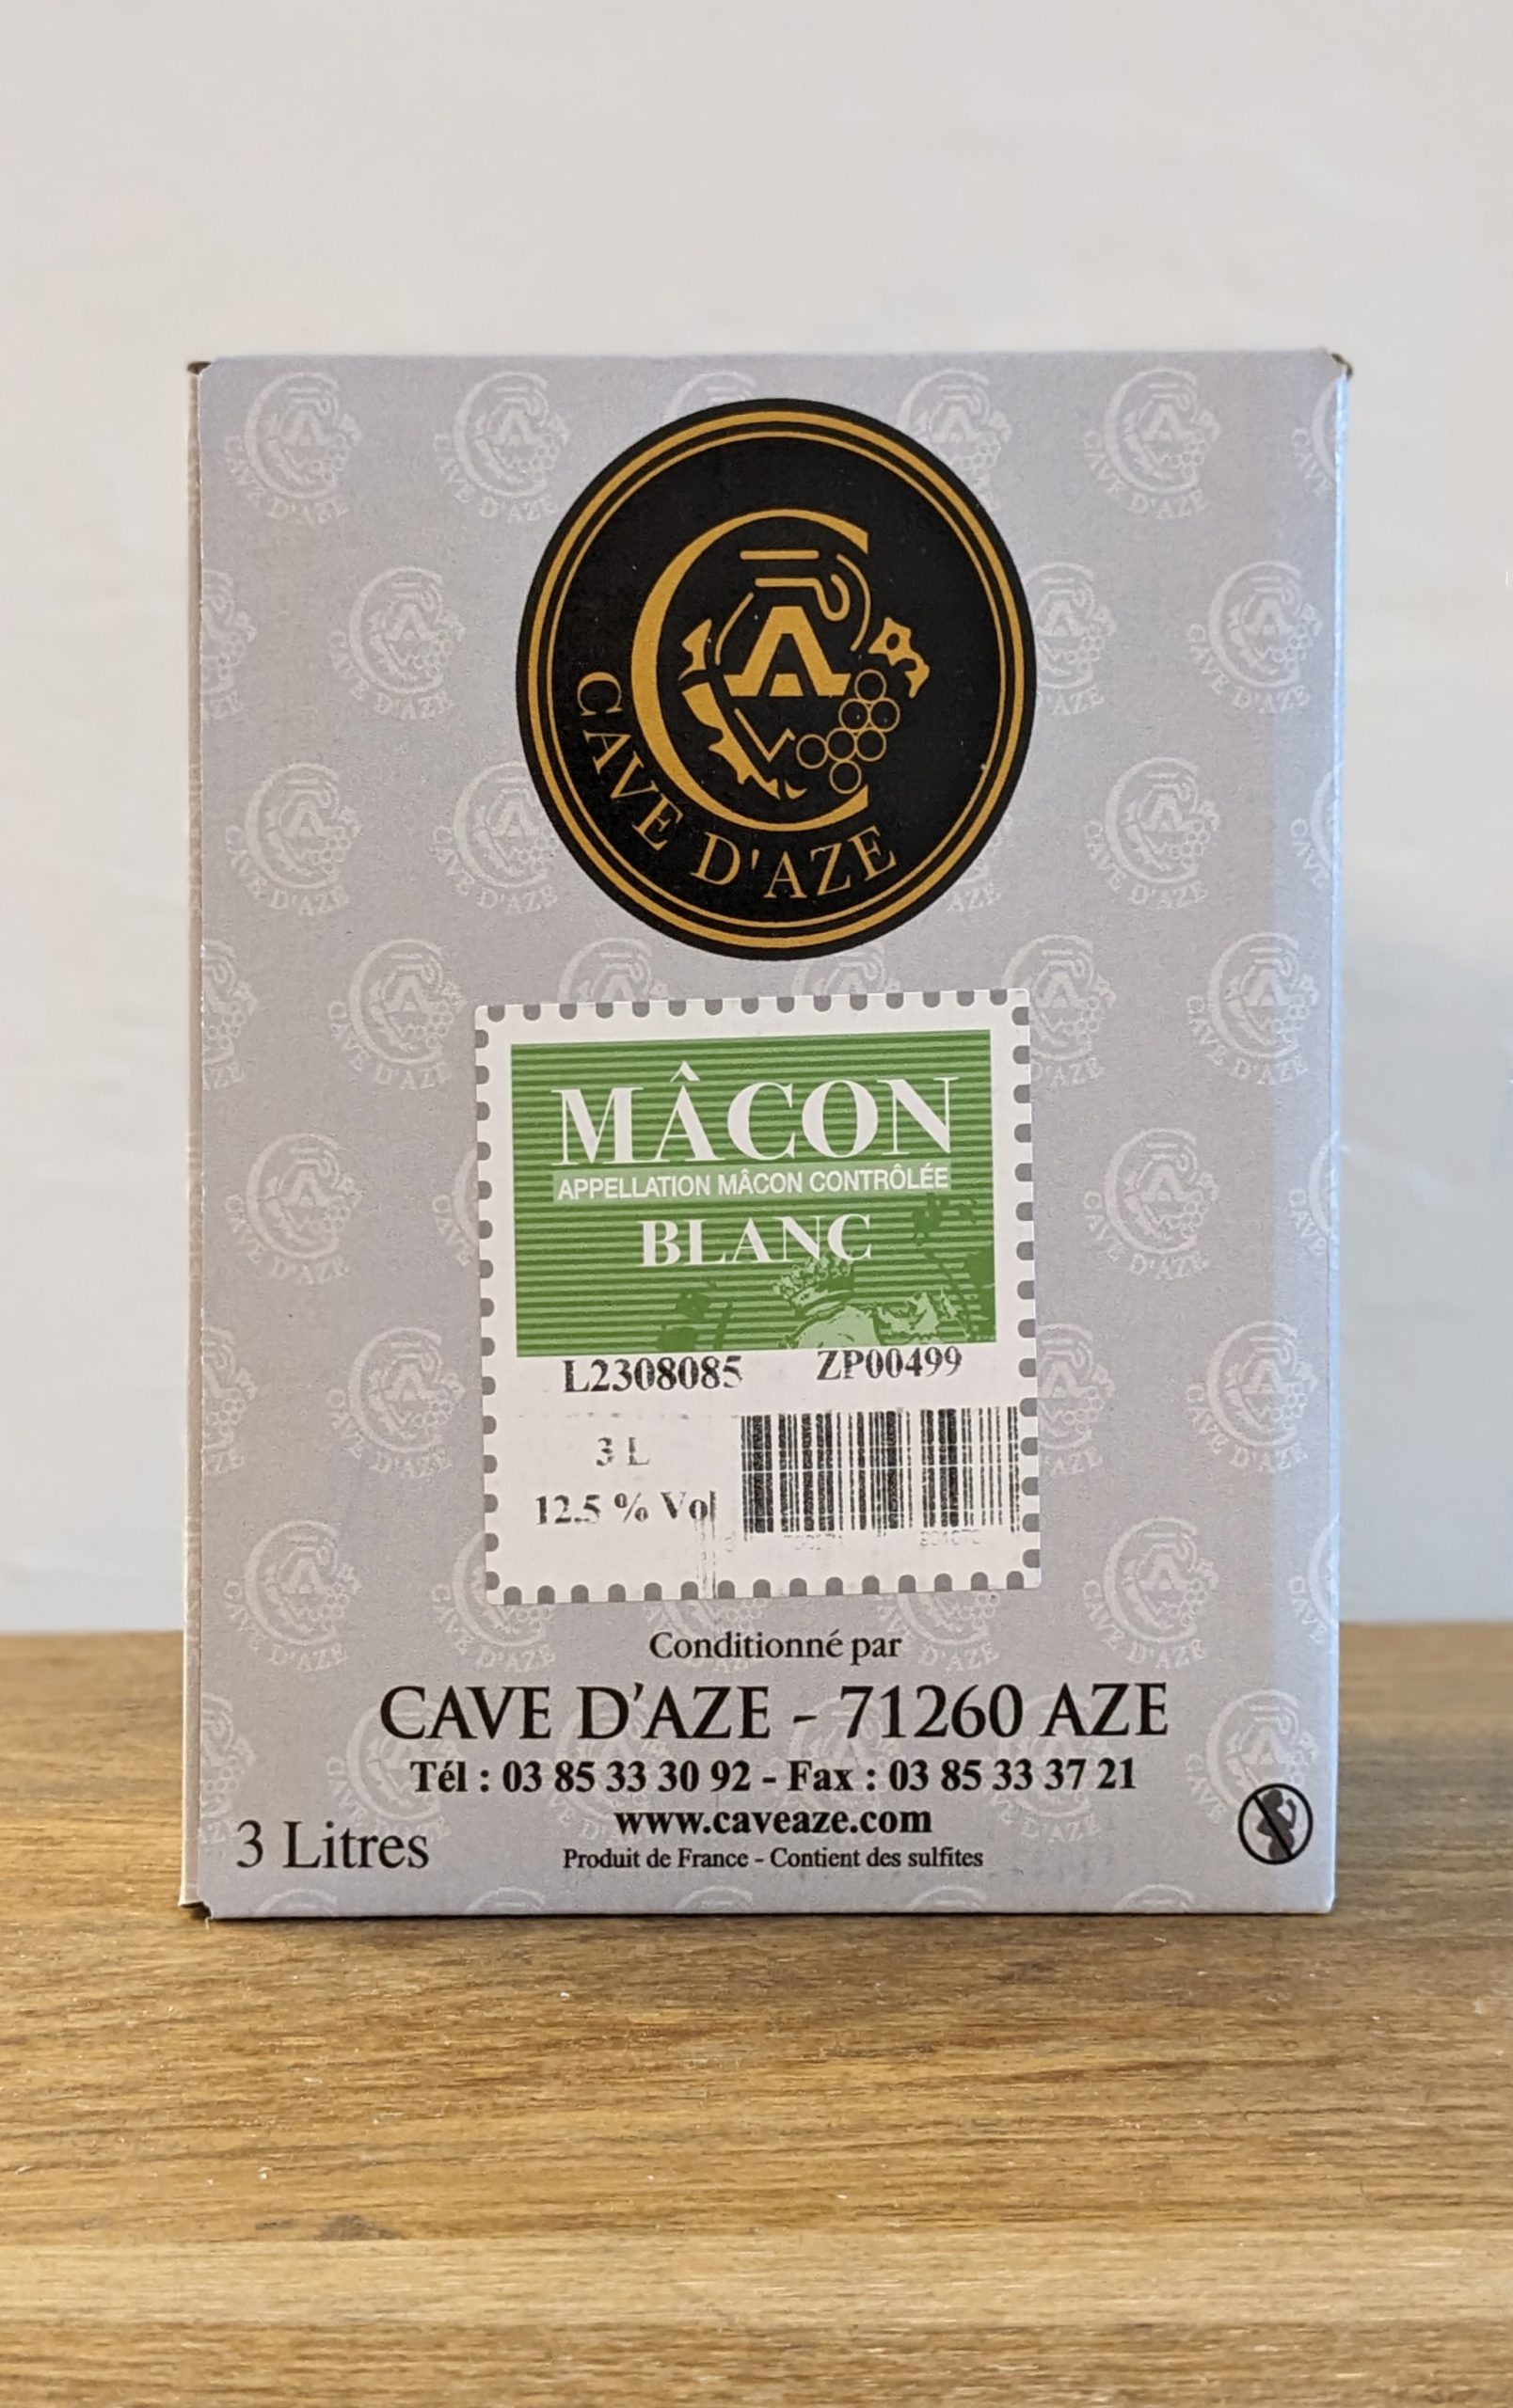 CAVE D'AZE
MÂCON
APPELLATION MÂCON CONTRÔLÉE
BLANC
L2308085 ZP00499
3 L
12.5 % Vol
Conditionné par
CAVE D'AZE - 71260 AZE
Tél : 03 85 33 30 92 - Fax : 03 85 33 37 21
www.caveaze.com
3 Litres
Produit de France - Contient des sulfites